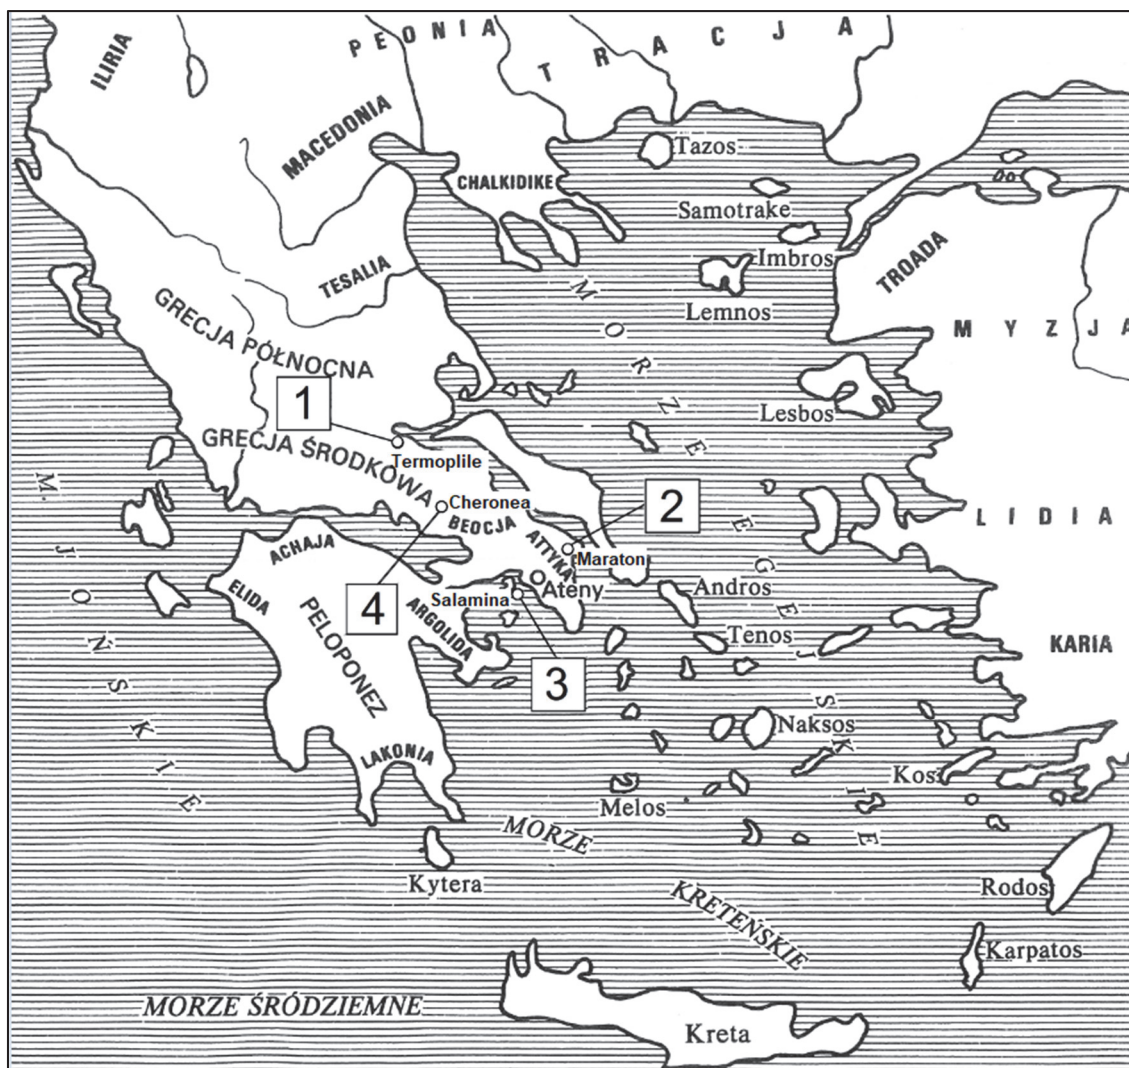 PEONIA
TRACJA
ILIRIA
MACEDONIA
Tazos
CHALKIDIKE
Samotrake
Imbros
TROADA
TESALIA
Lemnos
MYZJA
GRECJA PÓŁNOCNA
1
Lesbos
GRECJA ŚRODKOWA
Termoplile
Cheronea
2
BEOCJA
LIDIA
ATTYKA
Maraton
ACHAJA
Ateny
Andros
ELIDA
4
Salamina
ARGOLIDA
Tenos
KARIA
PELOPONEZ
3
Naksos
LAKONIA
Kos
Melos
M. JOŃSKIE
MORZE EGEJSKIE
MORZE
KRETEŃSKIE
Kytera
Rodos
Karpatos
MORZE ŚRÓDZIEMNE
Kreta